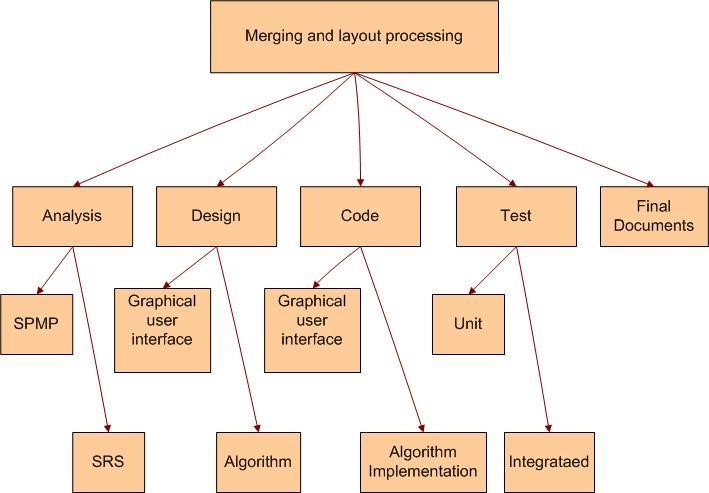 Merging and layout processing
Analysis
Design
Code
Test
Final
Documents
SPMP
Graphical
user
interface
Graphical
user
interface
Unit
SRS
Algorithm
Algorithm
Implementation
Integrataed